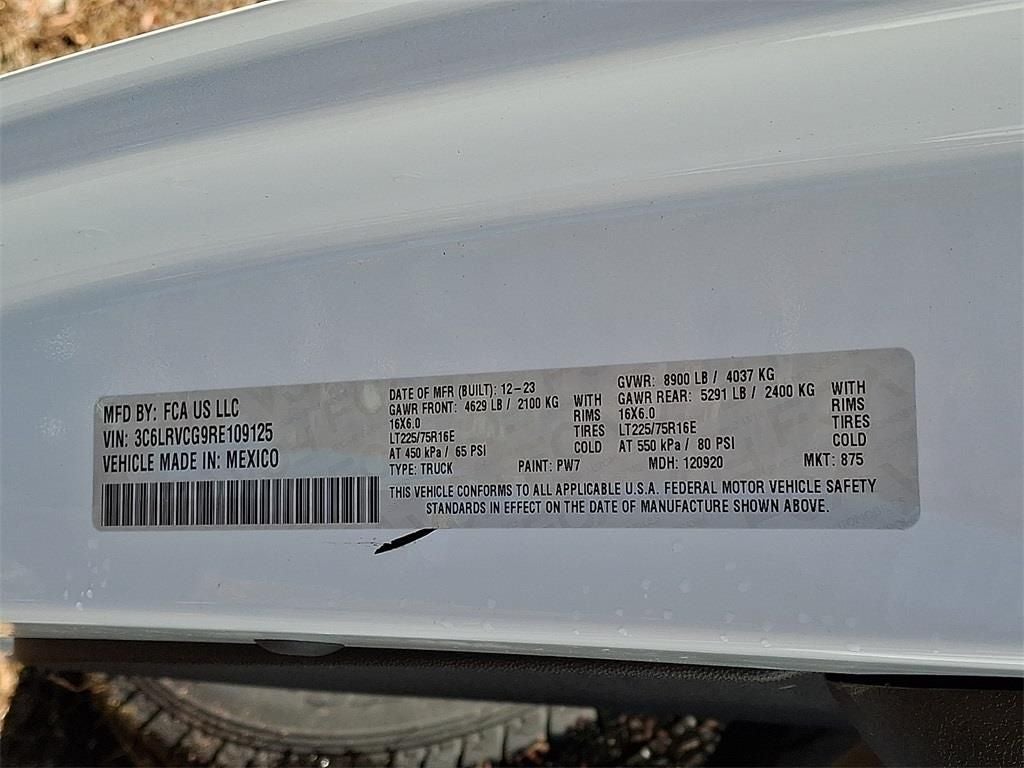 MFD BY: FCA US LLC
VIN: 3C6LRVCG9RE109125
VEHICLE MADE IN: MEXICO
DATE OF MFR (BUILT): 12-23
GAWR FRONT: 4629 LB / 2100 KG WITH
16X6.0 RIMS
LT225/75R16E TIRES
AT 450 kPa / 65 PSI COLD
GVWR: 8900 LB / 4037 KG
GAWR REAR: 5291 LB / 2400 KG WITH
16X6.0 RIMS
LT225/75R16E TIRES
AT 550 kPa / 80 PSI COLD
TYPE: TRUCK PAINT: PW7 MDH: 120920 MKT: 875
THIS VEHICLE CONFORMS TO ALL APPLICABLE U.S.A. FEDERAL MOTOR VEHICLE SAFETY
STANDARDS IN EFFECT ON THE DATE OF MANUFACTURE SHOWN ABOVE.